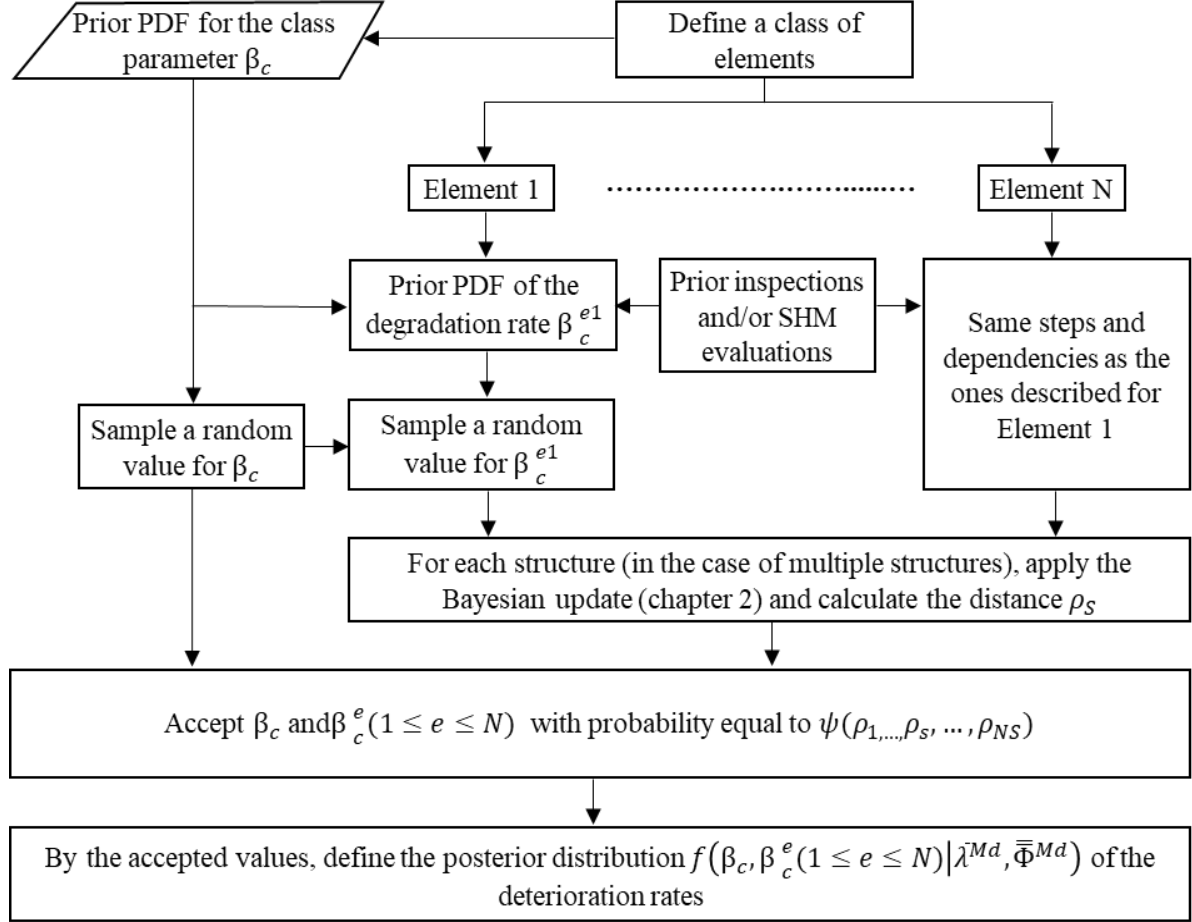 Prior PDF for the class
parameter β_c
Define a class of
elements
Element 1
Element N
Prior PDF of the
degradation rate β_c^{e1}
Prior inspections
and/or SHM
evaluations
Same steps and
dependencies as the
ones described for
Element 1
Sample a random
value for β_c
Sample a random
value for β_c^{e1}
For each structure (in the case of multiple structures), apply the
Bayesian update (chapter 2) and calculate the distance ρ_S
Accept β_c andβ_c^e(1 ≤ e ≤ N) with probability equal to ψ(ρ_{1,…,}ρ_s, … , ρ_{NS})
By the accepted values, define the posterior distribution f(β_c, β_c^e(1 ≤ e ≤ N)|λ̄^{Md}, Φ̿^{Md}) of the
deterioration rates